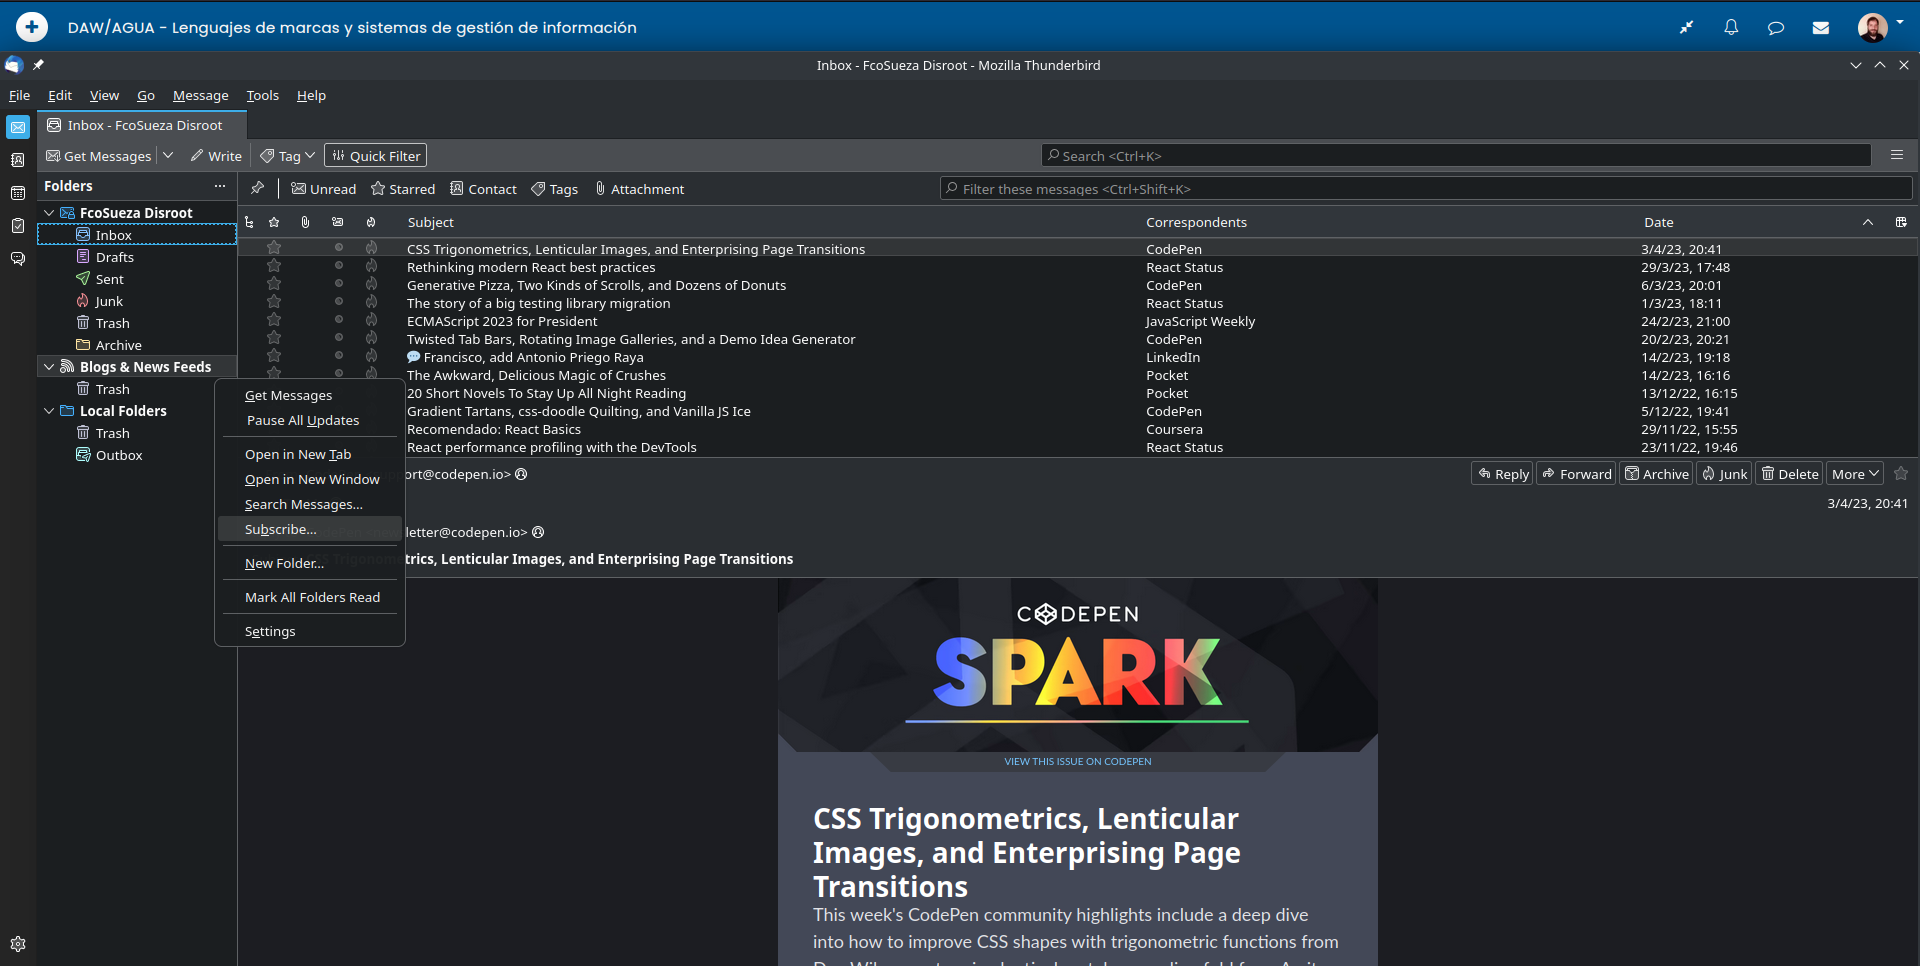 DAW/AGUA - Lenguajes de marcas y sistemas de gestión de información
Inbox - FcoSueza Disroot - Mozilla Thunderbird
File Edit View Go Message Tools Help
Inbox - FcoSueza Disroot
Get Messages Write Tag Quick Filter Search <Ctrl+K>
Folders ...
Unread Starred Contact Tags Attachment Filter these messages <Ctrl+Shift+K>
FcoSueza Disroot
Inbox
Drafts
Sent
Junk
Trash
Archive
Blogs & News Feeds
Trash
Local Folders
Trash
Outbox
Get Messages
Pause All Updates
Open in New Tab
Open in New Window
Search Messages...
Subscribe...
New Folder...
Mark All Folders Read
Settings
Subject Correspondents Date
CSS Trigonometrics, Lenticular Images, and Enterprising Page Transitions CodePen 3/4/23, 20:41
Rethinking modern React best practices React Status 29/3/23, 17:48
Generative Pizza, Two Kinds of Scrolls, and Dozens of Donuts CodePen 6/3/23, 20:01
The story of a big testing library migration React Status 1/3/23, 18:11
ECMAScript 2023 for President JavaScript Weekly 24/2/23, 21:00
Twisted Tab Bars, Rotating Image Galleries, and a Demo Idea Generator CodePen 20/2/23, 20:21
Francisco, add Antonio Priego Raya LinkedIn 14/2/23, 19:18
The Awkward, Delicious Magic of Crushes Pocket 14/2/23, 16:16
20 Short Novels To Stay Up All Night Reading Pocket 13/12/22, 16:15
Gradient Tartans, css-doodle Quilting, and Vanilla JS Ice CodePen 5/12/22, 19:41
Recomendado: React Basics Coursera 29/11/22, 15:55
React performance profiling with the DevTools React Status 23/11/22, 19:46
ort@codepen.io> Reply Forward Archive Junk Delete More
3/4/23, 20:41
letter@codepen.io>
CSS Trigonometrics, Lenticular Images, and Enterprising Page Transitions
CODEPEN
SPARK
VIEW THIS ISSUE ON CODEPEN
CSS Trigonometrics, Lenticular
Images, and Enterprising Page
Transitions
This week's CodePen community highlights include a deep dive
into how to improve CSS shapes with trigonometric functions from